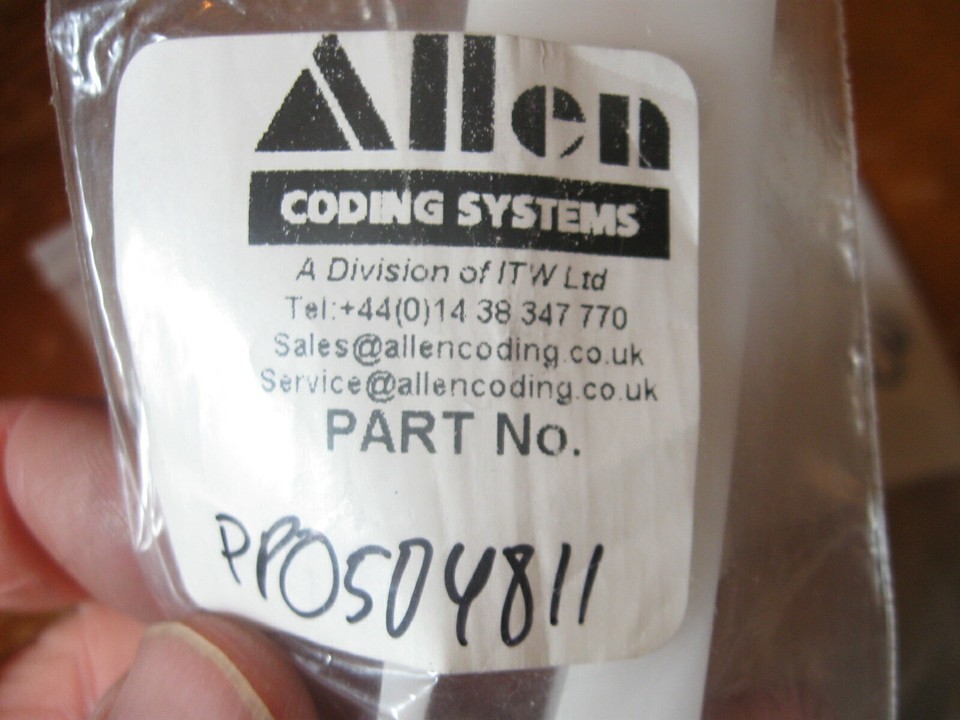 Allen
CODING SYSTEMS
A Division of ITW Ltd
Tel:+44(0)14 38 347 770
Sales@allencoding.co.uk
Service@allencoding.co.uk
PART No.
PP0504811